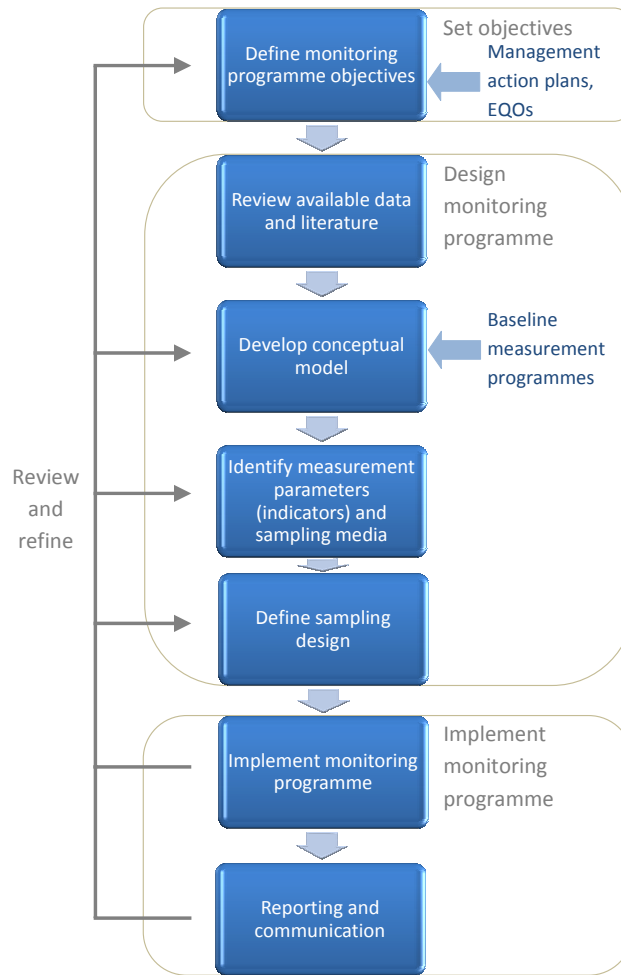 Set objectives
Define monitoring
programme objectives
Management
action plans,
EQOs
Review available data
and literature
Design
monitoring
programme
Develop conceptual
model
Baseline
measurement
programmes
Identify measurement
parameters
(indicators) and
sampling media
Review
and
refine
Define sampling
design
Implement monitoring
programme
Implement
monitoring
programme
Reporting and
communication